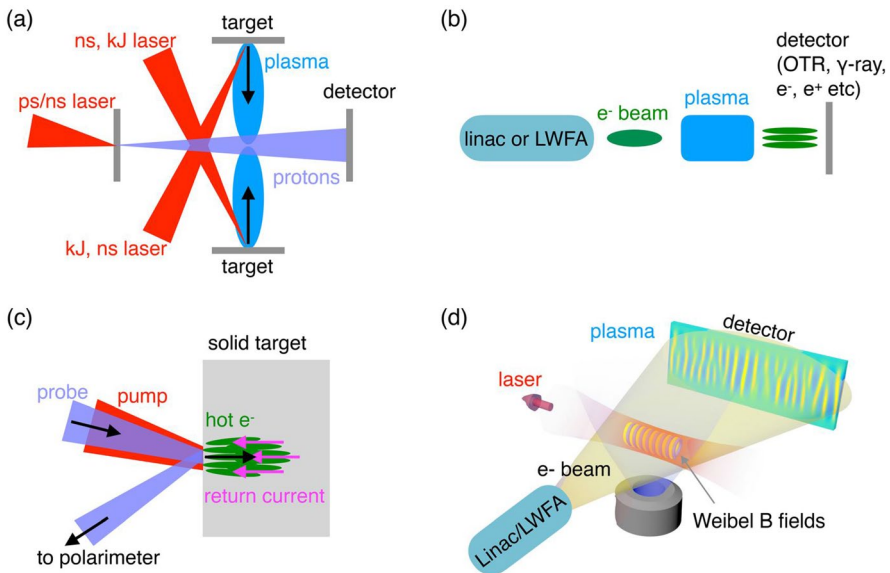 (a)
target
ns, kJ laser
plasma
detector
ps/ns laser
protons
kJ, ns laser
target
(b)
detector
(OTR, γ-ray,
e⁻, e⁺ etc)
plasma
e⁻ beam
linac or LWFA
(c)
solid target
probe
pump
hot e⁻
return current
to polarimeter
(d)
plasma
detector
laser
e- beam
Linac/LWFA
Weibel B fields